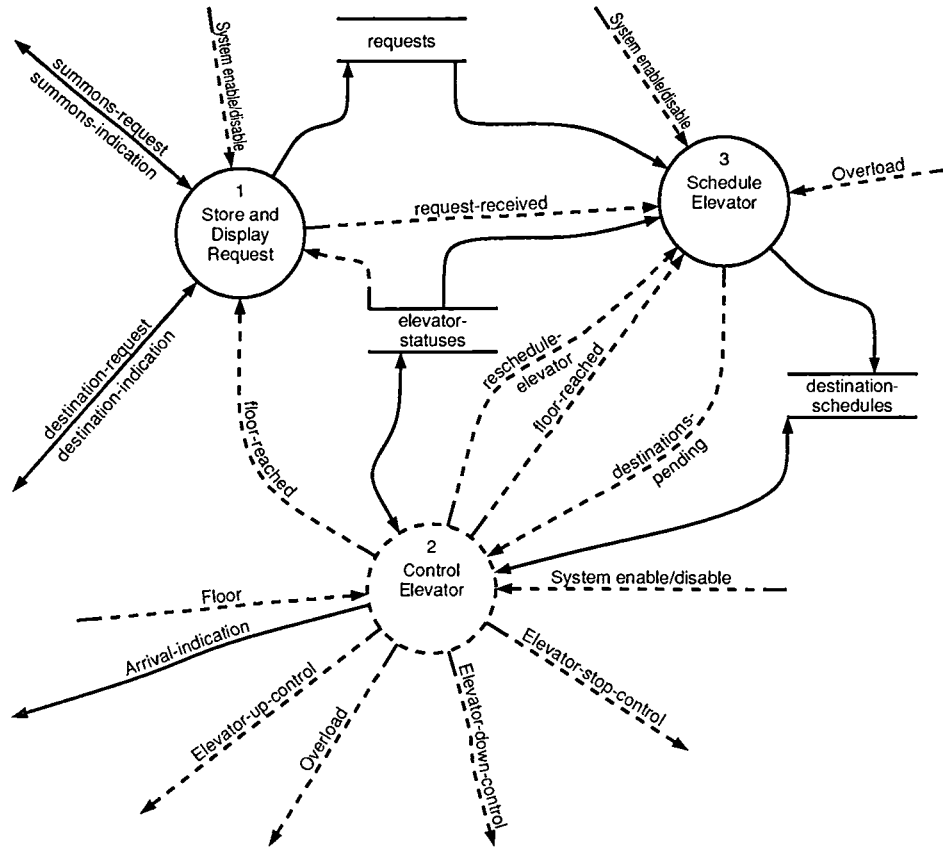 requests
System enable/disable
System enable/disable
summons-request
summons-indication
1
Store and
Display
Request
3
Schedule
Elevator
Overload
request-received
elevator-
statuses
destination-request
destination-indication
floor-reached
reschedule-
elevator
floor-reached
destinations-
pending
destination-
schedules
2
Control
Elevator
System enable/disable
Floor
Arrival-indication
Elevator-up-control
Overload
Elevator-down-control
Elevator-stop-control